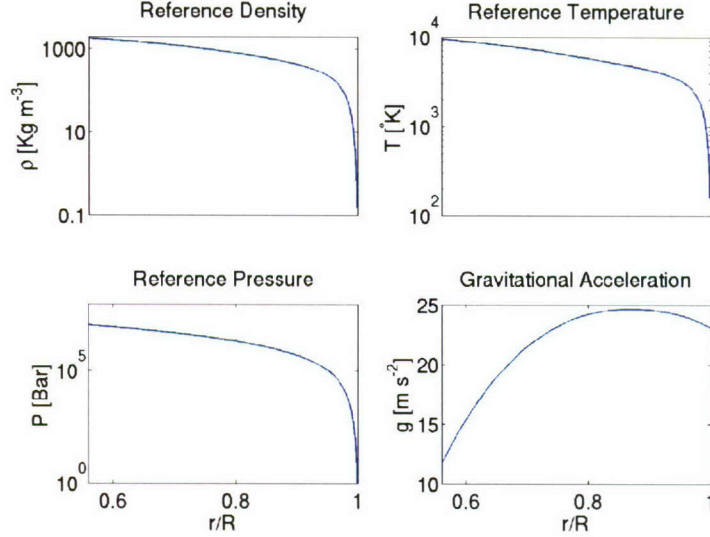 Reference Density
ρ [Kg m⁻³]
1000
10
0.1
Reference Temperature
T [°K]
10⁴
10³
10²
Reference Pressure
P [Bar]
10⁵
10⁰
0.6 0.8 1
r/R
Gravitational Acceleration
g [m s⁻²]
25
20
15
10
0.6 0.8 1
r/R